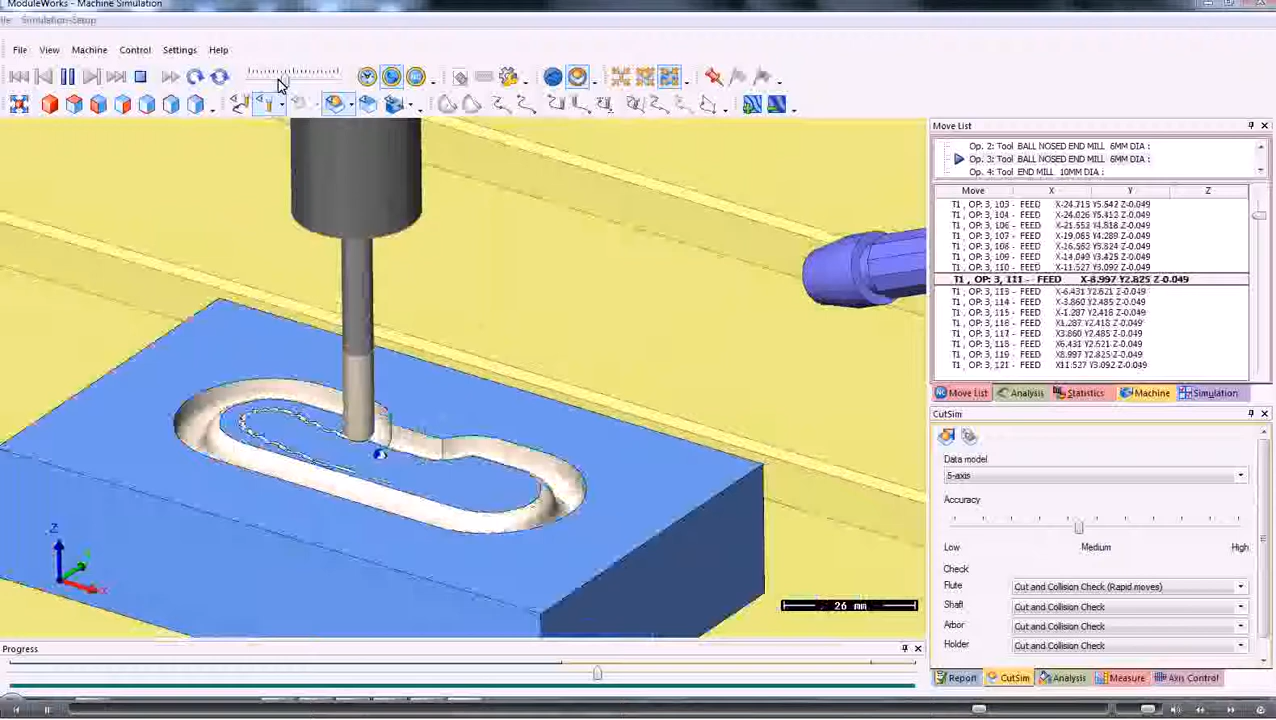 ModuleWorks - Machine Simulation
Simulation-Setup
File View Machine Control Settings Help
Move List
Op. 2: Tool BALL NOSED END MILL 6MM DIA :
Op. 3: Tool BALL NOSED END MILL 6MM DIA :
Op. 4: Tool END MILL 10MM DIA :
Move X Y Z
T1 , OP: 3, 103 - FEED X-24.715 Y5.542 Z-0.049
T1 , OP: 3, 104 - FEED X-24.026 Y5.412 Z-0.049
T1 , OP: 3, 106 - FEED X-21.553 Y4.818 Z-0.049
T1 , OP: 3, 107 - FEED X-19.063 Y4.289 Z-0.049
T1 , OP: 3, 108 - FEED X-16.562 Y3.824 Z-0.049
T1 , OP: 3, 109 - FEED X-14.049 Y3.425 Z-0.049
T1 , OP: 3, 110 - FEED X-11.527 Y3.092 Z-0.049
T1 , OP: 3, 111 - FEED X-8.997 Y2.825 Z-0.049
T1 , OP: 3, 113 - FEED X-6.431 Y2.621 Z-0.049
T1 , OP: 3, 114 - FEED X-3.860 Y2.485 Z-0.049
T1 , OP: 3, 115 - FEED X-1.287 Y2.418 Z-0.049
T1 , OP: 3, 116 - FEED X1.287 Y2.418 Z-0.049
T1 , OP: 3, 117 - FEED X3.860 Y2.485 Z-0.049
T1 , OP: 3, 118 - FEED X6.431 Y2.621 Z-0.049
T1 , OP: 3, 119 - FEED X8.997 Y2.825 Z-0.049
T1 , OP: 3, 121 - FEED X11.527 Y3.092 Z-0.049
NC Move List Analysis Statistics Machine Simulation
CutSim
Data model
5-axis
Accuracy
Low Medium High
Check
Flute Cut and Collision Check (Rapid moves)
Shaft Cut and Collision Check
Arbor Cut and Collision Check
Holder Cut and Collision Check
Report CutSim Analysis Measure Axis Control
Z
X
26 mm
Progress